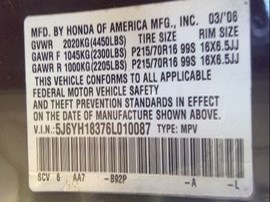 MFD. BY HONDA OF AMERICA MFG., INC. 03/'06
GVWR 2020KG(4450LBS) TIRE SIZE RIM SIZE
GAWR F 1045KG(2300LBS) P215/70R16 99S 16X6.5JJ
GAWR R 1000KG(2205LBS) P215/70R16 99S 16X6.5JJ
THIS VEHICLE CONFORMS TO ALL APPLICABLE
FEDERAL MOTOR VEHICLE SAFETY
STANDARDS IN EFFECT ON THE
DATE OF MANUFACTURE SHOWN ABOVE.
V.I.N.: 5J6YH18376L010087 TYPE: MPV
SCV 6 AA7 -B92P -A -L